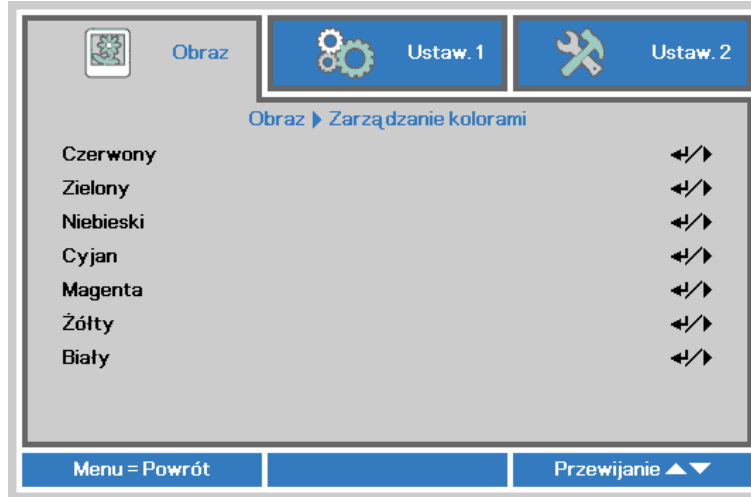 Obraz Ustaw. 1 Ustaw. 2
Obraz ▶ Zarządzanie kolorami
Czerwony ↵/▶
Zielony ↵/▶
Niebieski ↵/▶
Cyjan ↵/▶
Magenta ↵/▶
Żółty ↵/▶
Biały ↵/▶
Menu = Powrót Przewijanie ▲▼